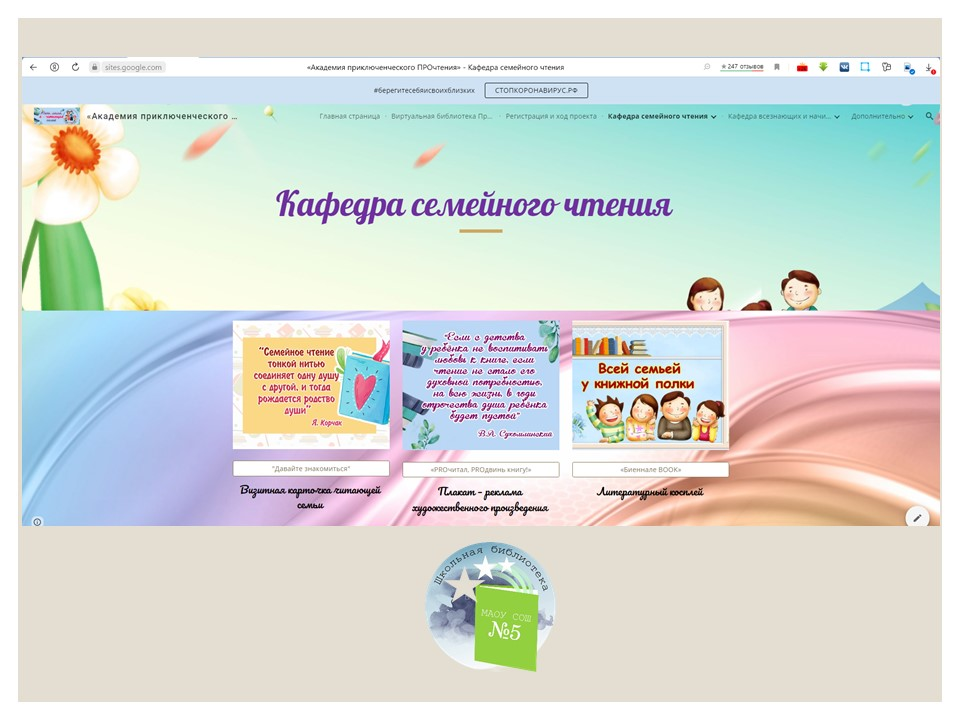 sites.google.com
«Академия приключенческого ПРОчтения» - Кафедра семейного чтения
247 отзывов
#берегитесебяисвоихблизких
СТОПКОРОНАВИРУС.РФ
«Академия приключенческого ...
Главная страница
Виртуальная библиотека Пр...
Регистрация и ход проекта
Кафедра семейного чтения
Кафедра всезнающих и начи...
Дополнительно
Кафедра семейного чтения
"Семейное чтение
тонкой нитью
соединяет одну душу
с другой, и тогда
рождается родство
души"
Я. Корчак
"Если с детства
у ребёнка не воспитывать
любовь к книге, если
чтение не стало его
духовной потребностью,
на всю жизнь, в годы
отрочества душа ребёнка
будет пустой"
В.А. Сухомлинский
Всей семьей
у книжной полки
"Давайте знакомиться"
«PROчитал, PROдвинь книгу!»
«Биеннале BOOK»
Визитная карточка читающей
семьи
Плакат – реклама
художественного произведения
Литературный косплей
Школьная библиотека
МАОУ СОШ
№5